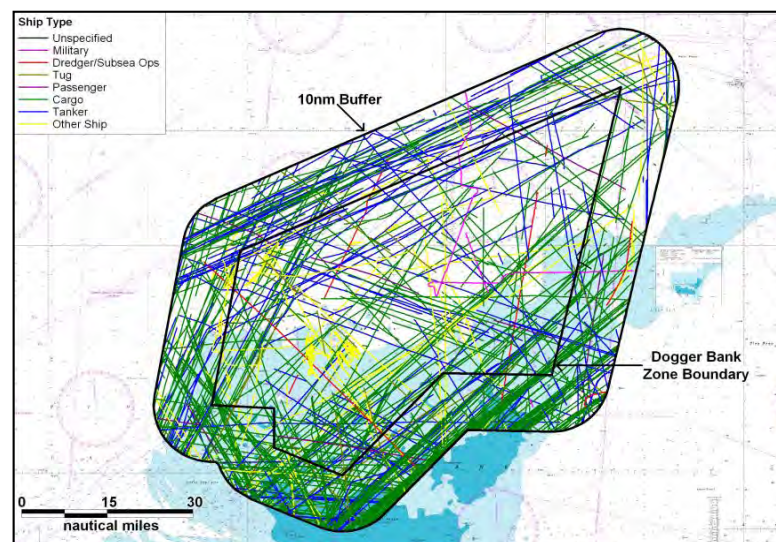 Ship Type
Unspecified
Military
Dredger/Subsea Ops
Tug
Passenger
Cargo
Tanker
Other Ship
10nm Buffer
Dogger Bank
Zone Boundary
0 15 30
nautical miles